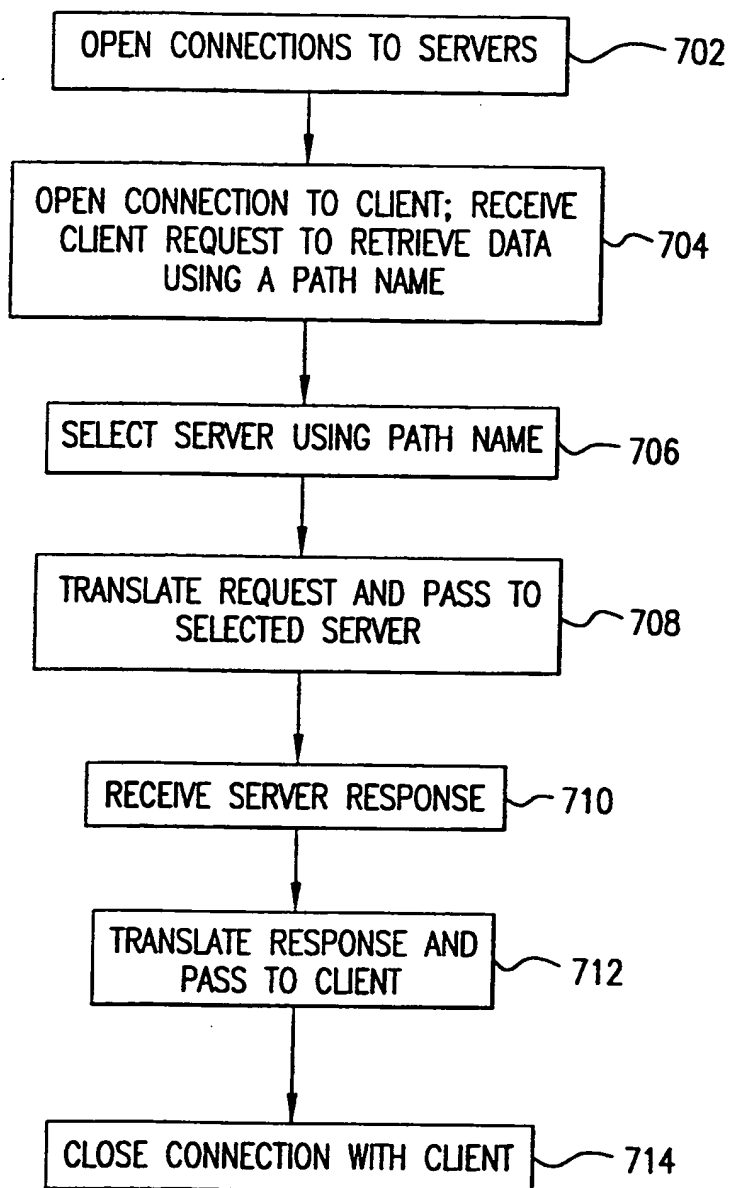 OPEN CONNECTIONS TO SERVERS
702
OPEN CONNECTION TO CLIENT; RECEIVE
CLIENT REQUEST TO RETRIEVE DATA
USING A PATH NAME
704
SELECT SERVER USING PATH NAME
706
TRANSLATE REQUEST AND PASS TO
SELECTED SERVER
708
RECEIVE SERVER RESPONSE
710
TRANSLATE RESPONSE AND
PASS TO CLIENT
712
CLOSE CONNECTION WITH CLIENT
714